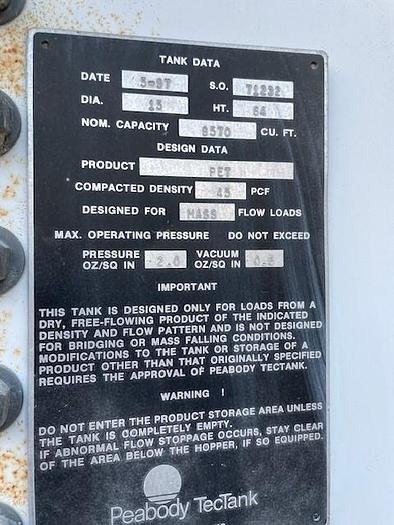 TANK DATA
DATE 5-97 S.O. 71232
DIA. 15 HT. 64
NOM. CAPACITY 8570 CU. FT.
DESIGN DATA
PRODUCT PET
COMPACTED DENSITY 45 PCF
DESIGNED FOR MASS FLOW LOADS
MAX. OPERATING PRESSURE DO NOT EXCEED
PRESSURE OZ/SQ IN 2.0 VACUUM OZ/SQ IN 0.5
IMPORTANT
THIS TANK IS DESIGNED ONLY FOR LOADS FROM A
DRY, FREE-FLOWING PRODUCT OF THE INDICATED
DENSITY AND FLOW PATTERN AND IS NOT DESIGNED
FOR BRIDGING OR MASS FALLING CONDITIONS.
MODIFICATIONS TO THE TANK OR STORAGE OF A
PRODUCT OTHER THAN THAT ORIGINALLY SPECIFIED
REQUIRES THE APPROVAL OF PEABODY TECTANK.
WARNING !
DO NOT ENTER THE PRODUCT STORAGE AREA UNLESS
THE TANK IS COMPLETELY EMPTY.
IF ABNORMAL FLOW STOPPAGE OCCURS, STAY CLEAR
OF THE AREA BELOW THE HOPPER, IF SO EQUIPPED.
Peabody TecTank